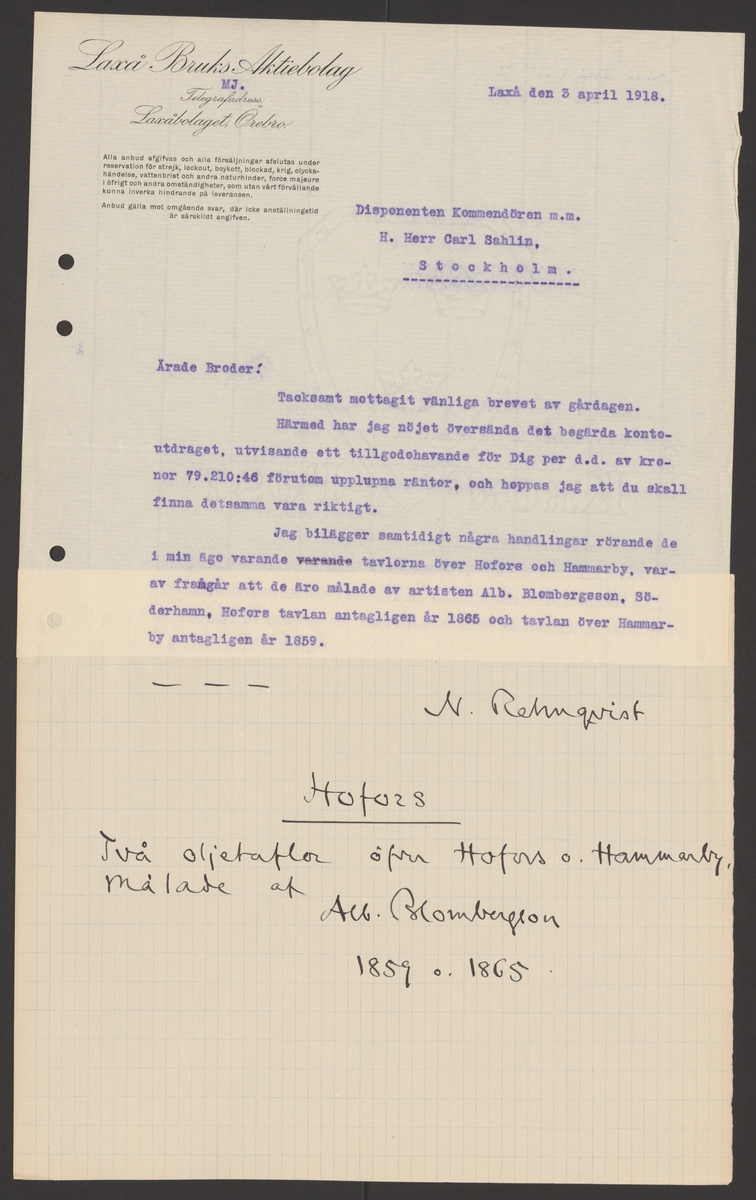 Laxå Bruks-Aktiebolag
MJ.
Telegrafadress:
Laxåbolaget, Örebro.
Laxå den 3 april 1918.
Alla anbud afgifvas och alla försäljningar afslutas under
reservation för strejk, lockout, boykott, blockad, krig, olycks-
händelse, vattenbrist och andra naturhinder, force majeure
i öfrigt och andra omständigheter, som utan vårt förvållande
kunna inverka hindrande på leveransen.
Anbud gälla mot omgående svar, där icke anställningstid
är särskildt angifven.
Disponenten Kommendören m.m.
H. Herr Carl Sahlin,
Stockholm.
Ärade Broder!
Tacksamt mottagit vänliga brevet av gårdagen.
Härmed har jag nöjet översända det begärda konto-
utdraget, utvisande ett tillgodohavande för Dig per d.d. av kro-
nor 79.210:46 förutom upplupna räntor, och hoppas jag att du skall
finna detsamma vara riktigt.
Jag bilägger samtidigt några handlingar rörande de
i min ägo varande varande tavlorna över Hofors och Hammarby, var-
av framgår att de äro målade av artisten Alb. Blombergsson, Sö-
derhamn, Hofors tavlan antagligen år 1865 och tavlan över Hammar-
by antagligen år 1859.
— — —
N. Rehnqvist
Hofors
Två oljetaflor öfver Hofors o. Hammarby,
målade af
Alb. Blombergson
1859 o. 1865.